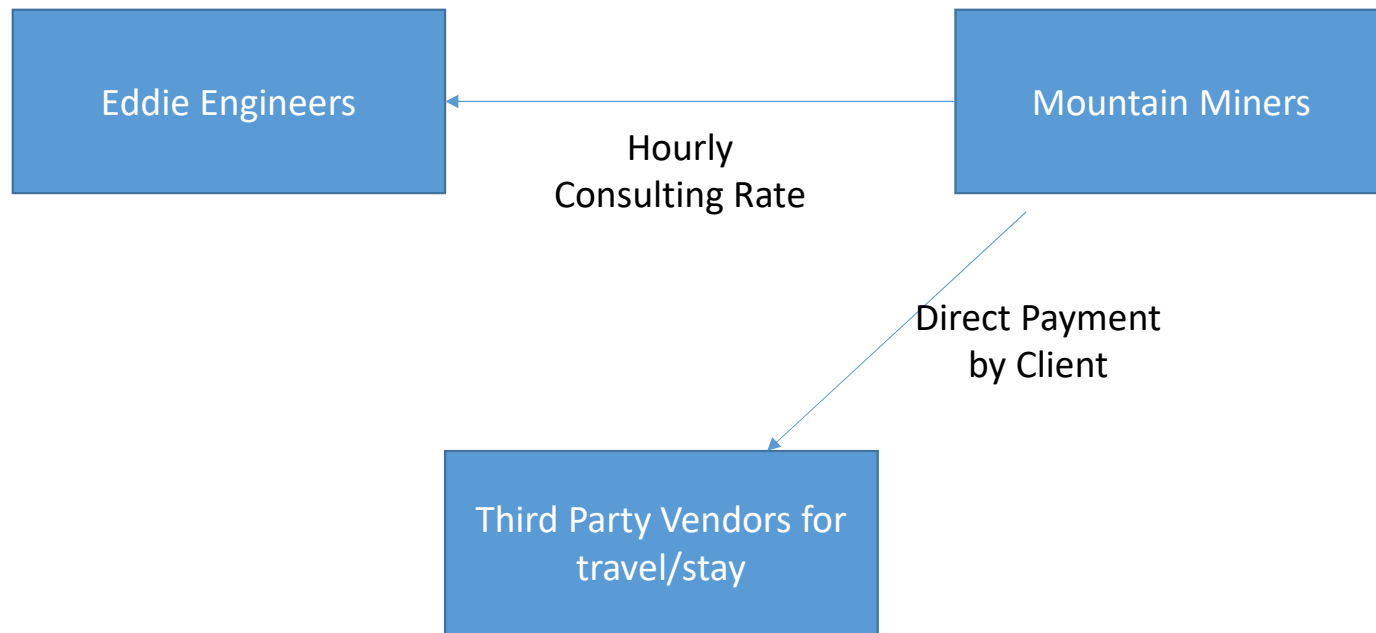 Eddie Engineers
Mountain Miners
Hourly
Consulting Rate
Direct Payment
by Client
Third Party Vendors for
travel/stay